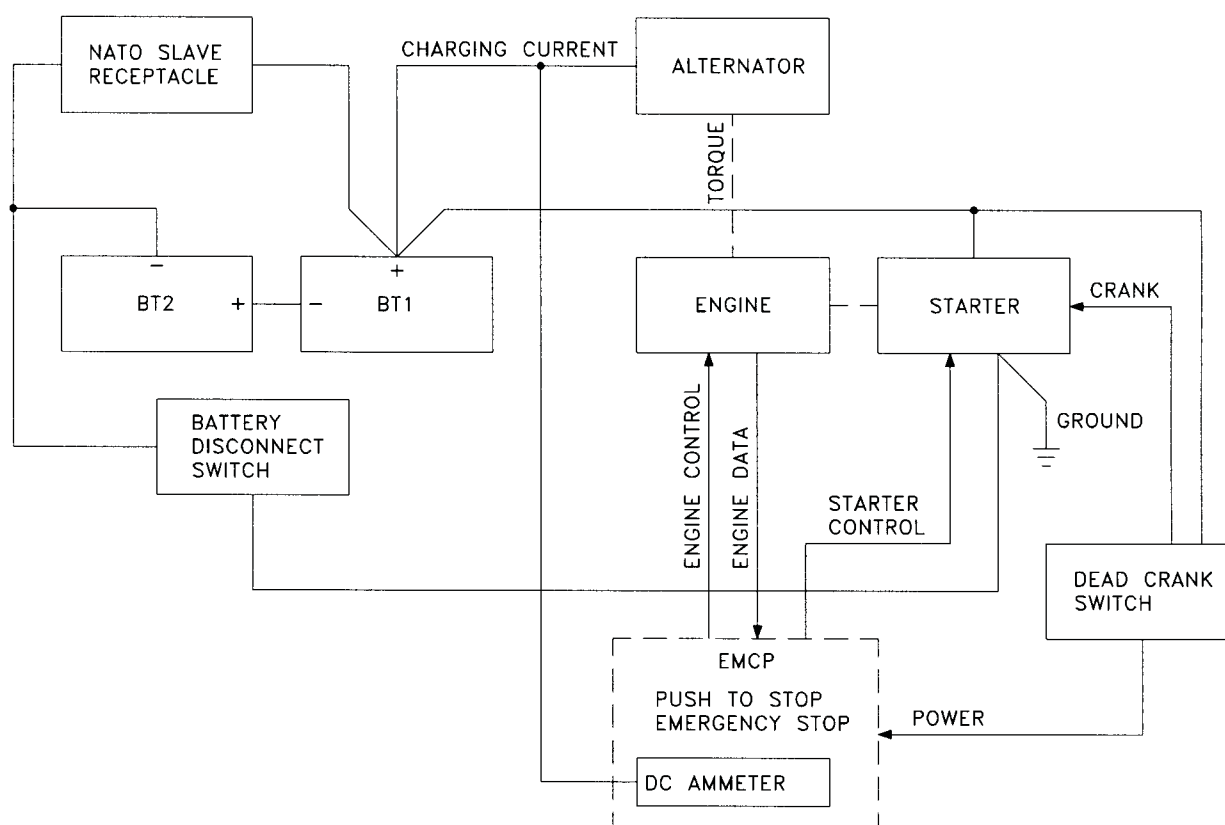 NATO SLAVE
RECEPTACLE
CHARGING CURRENT
ALTERNATOR
TORQUE
-
BT2
+
-
+
BT1
ENGINE
STARTER
CRANK
BATTERY
DISCONNECT
SWITCH
ENGINE CONTROL
ENGINE DATA
GROUND
STARTER
CONTROL
DEAD CRANK
SWITCH
EMCP
PUSH TO STOP
EMERGENCY STOP
POWER
DC AMMETER